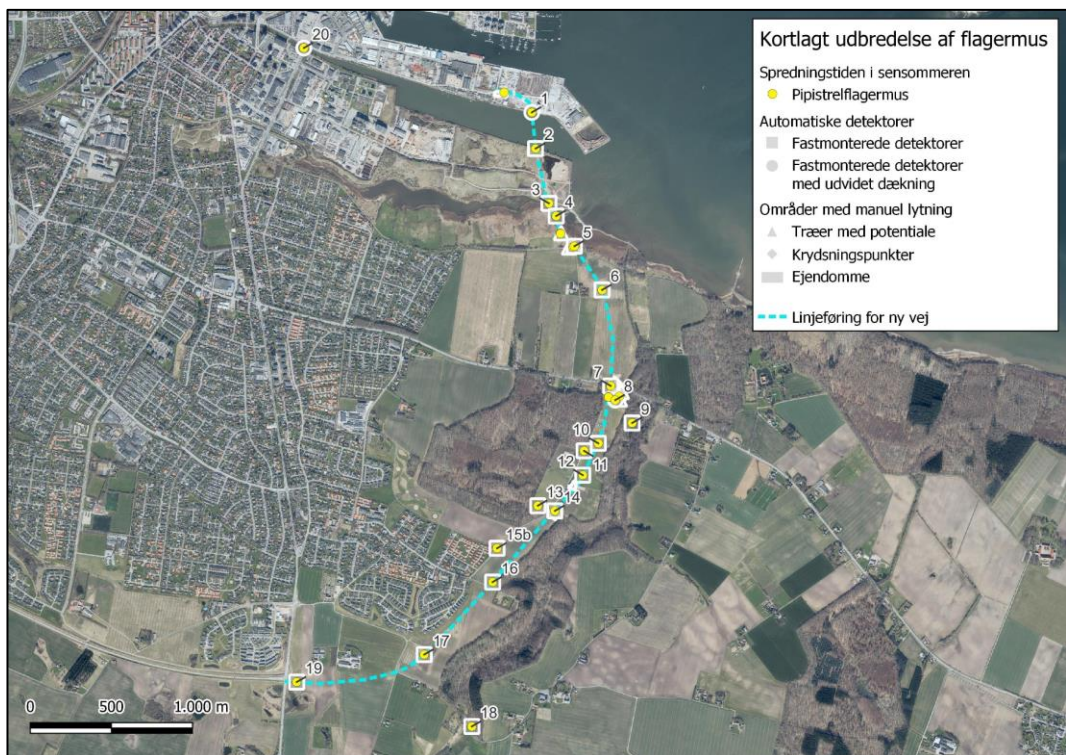 Kortlagt udbredelse af flagermus
Spredningstiden i sensommeren
Pipistrelflagermus
Automatiske detektorer
Fastmonterede detektorer
Fastmonterede detektorer
med udvidet dækning
Områder med manuel lytning
Træer med potentiale
Krydsningspunkter
Ejendomme
Linjeføring for ny vej
20
1
2
3
4
5
6
7
8
9
10
11
12
13
14
15b
16
17
19
18
0 500 1.000 m